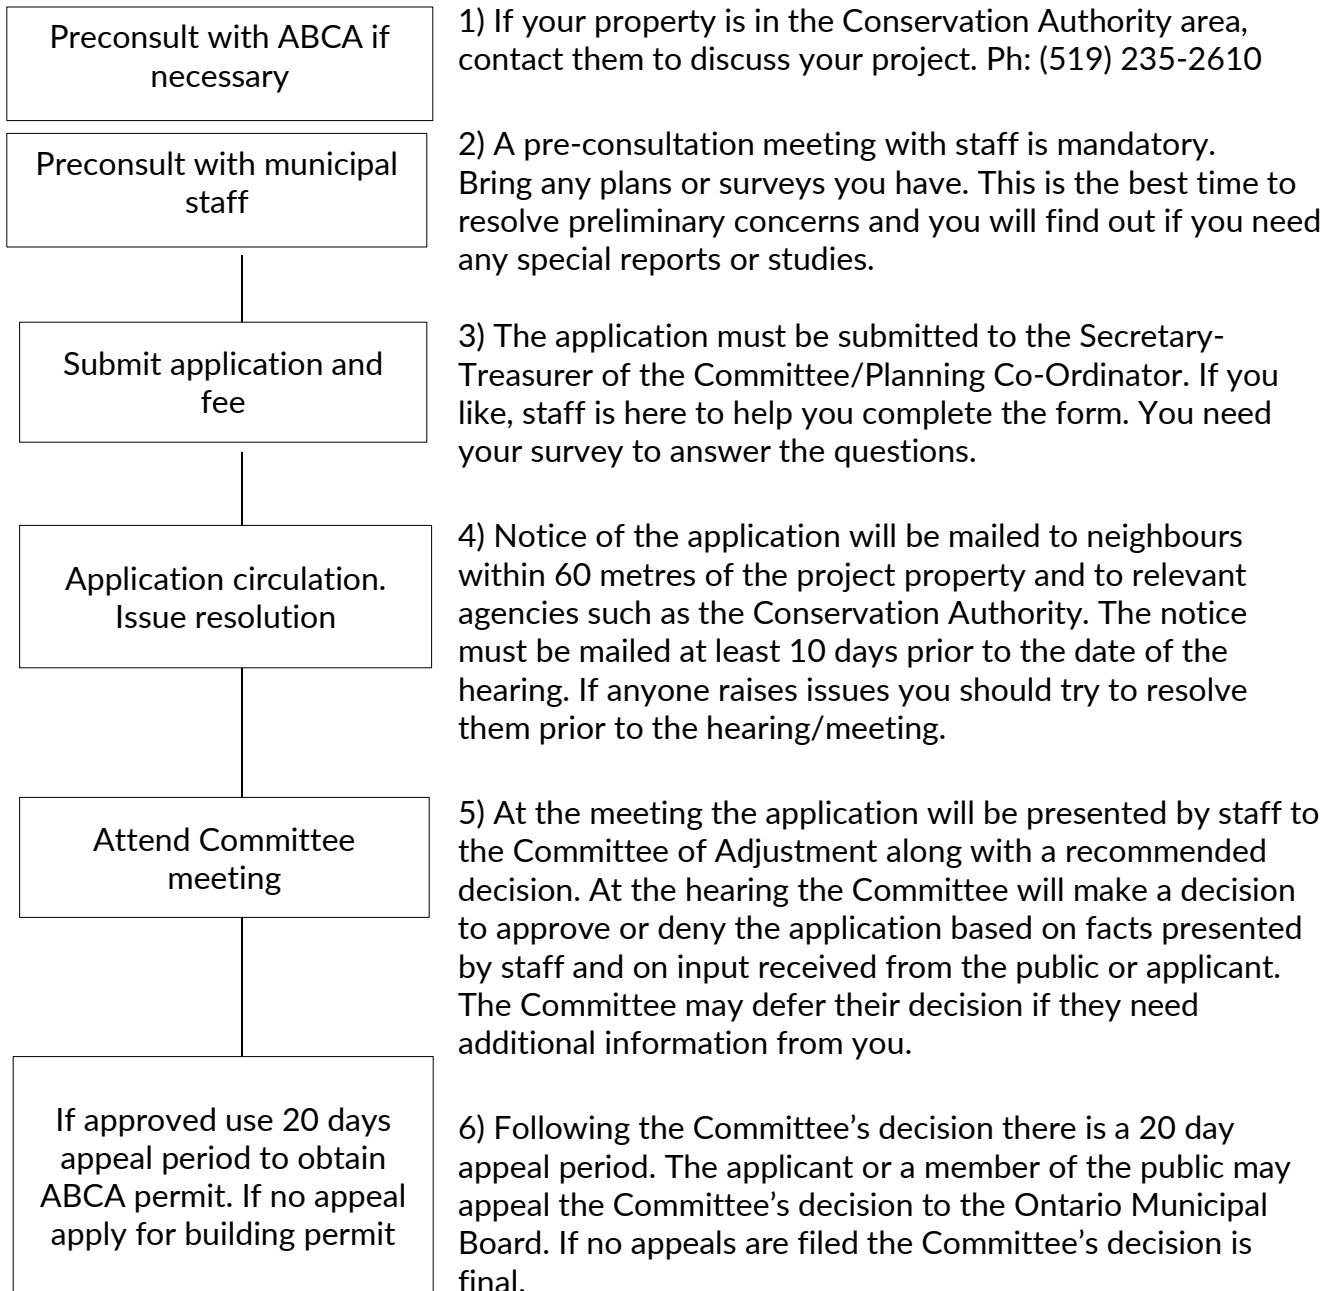 Preconsult with ABCA if
necessary
1) If your property is in the Conservation Authority area,
contact them to discuss your project. Ph: (519) 235-2610
Preconsult with municipal
staff
2) A pre-consultation meeting with staff is mandatory.
Bring any plans or surveys you have. This is the best time to
resolve preliminary concerns and you will find out if you need
any special reports or studies.
Submit application and
fee
3) The application must be submitted to the Secretary-
Treasurer of the Committee/Planning Co-Ordinator. If you
like, staff is here to help you complete the form. You need
your survey to answer the questions.
Application circulation.
Issue resolution
4) Notice of the application will be mailed to neighbours
within 60 metres of the project property and to relevant
agencies such as the Conservation Authority. The notice
must be mailed at least 10 days prior to the date of the
hearing. If anyone raises issues you should try to resolve
them prior to the hearing/meeting.
Attend Committee
meeting
5) At the meeting the application will be presented by staff to
the Committee of Adjustment along with a recommended
decision. At the hearing the Committee will make a decision
to approve or deny the application based on facts presented
by staff and on input received from the public or applicant.
The Committee may defer their decision if they need
additional information from you.
If approved use 20 days
appeal period to obtain
ABCA permit. If no appeal
apply for building permit
6) Following the Committee’s decision there is a 20 day
appeal period. The applicant or a member of the public may
appeal the Committee’s decision to the Ontario Municipal
Board. If no appeals are filed the Committee’s decision is
final.